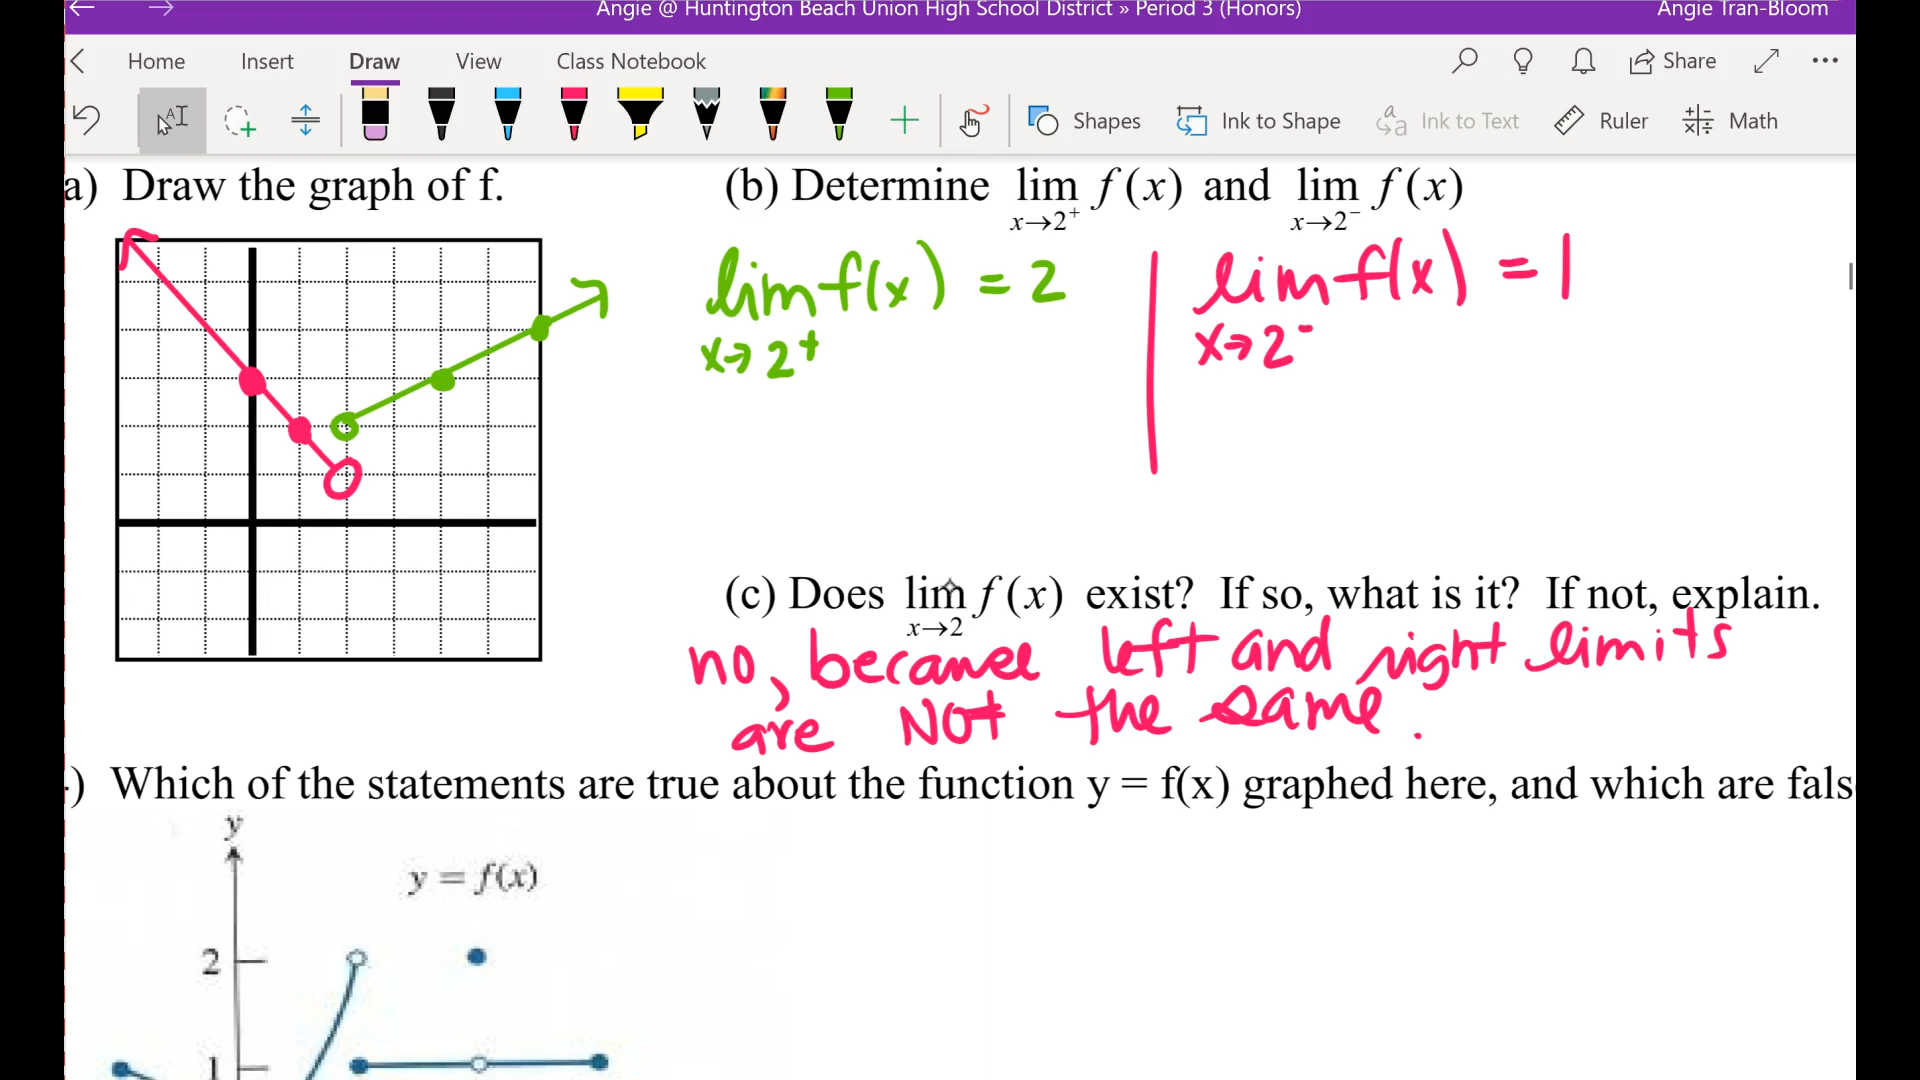 Angie @ Huntington Beach Union High School District » Period 3 (Honors) Angie Tran-Bloom
Home Insert Draw View Class Notebook Share
Shapes Ink to Shape Ink to Text Ruler Math
a) Draw the graph of f.
(b) Determine lim x→2⁺ f(x) and lim x→2⁻ f(x)
lim f(x) = 2
x→2⁺
lim f(x) = 1
x→2⁻
(c) Does lim x→2 f(x) exist? If so, what is it? If not, explain.
no, becausee left and right limits
are NOT the same.
) Which of the statements are true about the function y = f(x) graphed here, and which are fals
y
y = f(x)
2
1